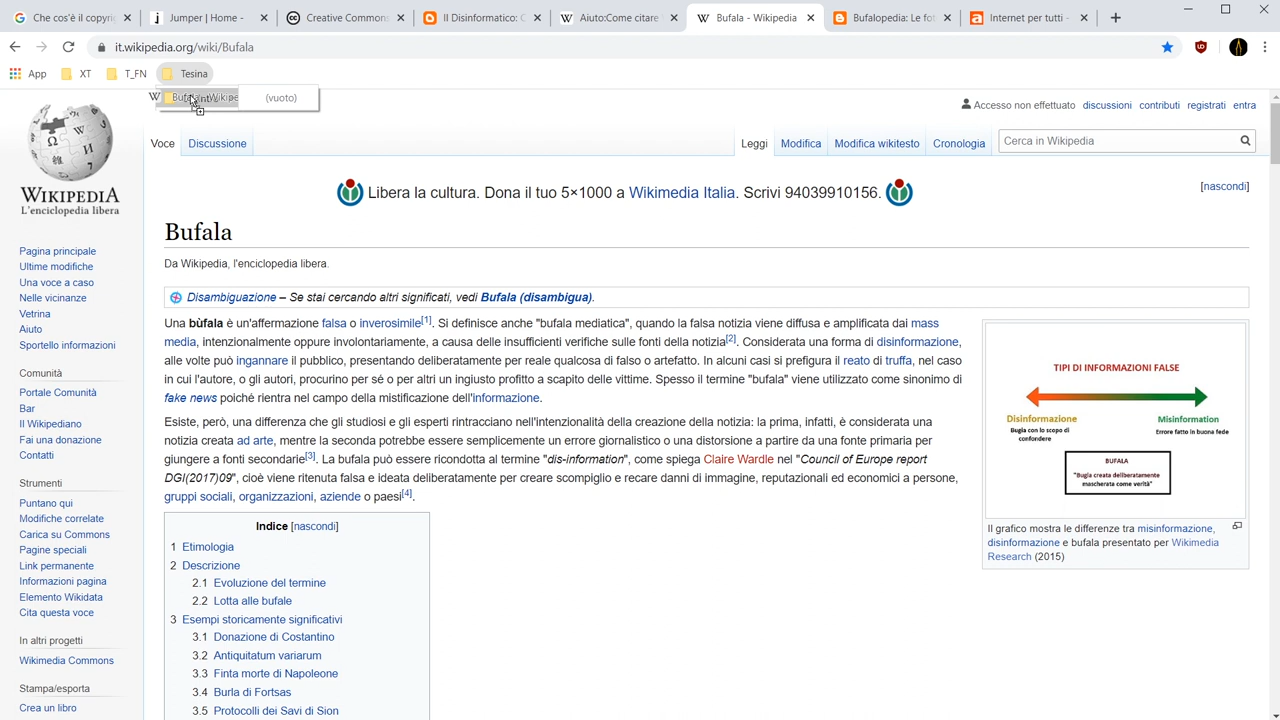 Che cos'è il copyri
Jumper | Home -
Creative Common
Il Disinformatico: C
Aiuto:Come citare
Bufala - Wikipedia
Bufalopedia: Le fot
Internet per tutti -
it.wikipedia.org/wiki/Bufala
App XT T_FN Tesina
(vuoto)
WIKIPEDIA
L'enciclopedia libera
Accesso non effettuato discussioni contributi registrati entra
Voce Discussione Leggi Modifica Modifica wikitesto Cronologia Cerca in Wikipedia
Libera la cultura. Dona il tuo 5×1000 a Wikimedia Italia. Scrivi 94039910156.
[nascondi]
Bufala
Da Wikipedia, l'enciclopedia libera.
Disambiguazione – Se stai cercando altri significati, vedi Bufala (disambigua).
Una bùfala è un'affermazione falsa o inverosimile[1]. Si definisce anche "bufala mediatica", quando la falsa notizia viene diffusa e amplificata dai mass
media, intenzionalmente oppure involontariamente, a causa delle insufficienti verifiche sulle fonti della notizia[2]. Considerata una forma di disinformazione,
alle volte può ingannare il pubblico, presentando deliberatamente per reale qualcosa di falso o artefatto. In alcuni casi si prefigura il reato di truffa, nel caso
in cui l'autore, o gli autori, procurino per sé o per altri un ingiusto profitto a scapito delle vittime. Spesso il termine "bufala" viene utilizzato come sinonimo di
fake news poiché rientra nel campo della mistificazione dell'informazione.
Esiste, però, una differenza che gli studiosi e gli esperti rintracciano nell'intenzionalità della creazione della notizia: la prima, infatti, è considerata una
notizia creata ad arte, mentre la seconda potrebbe essere semplicemente un errore giornalistico o una distorsione a partire da una fonte primaria per
giungere a fonti secondarie[3]. La bufala può essere ricondotta al termine "dis-information", come spiega Claire Wardle nel "Council of Europe report
DGI(2017)09", cioè viene ritenuta falsa e ideata deliberatamente per creare scompiglio e recare danni di immagine, reputazionali ed economici a persone,
gruppi sociali, organizzazioni, aziende o paesi[4].
TIPI DI INFORMAZIONI FALSE
Disinformazione
Bugia con lo scopo di
confondere
Misinformation
Errore fatto in buona fede
BUFALA
"Bugia creata deliberatamente
mascherata come verità"
Il grafico mostra le differenze tra misinformazione,
disinformazione e bufala presentato per Wikimedia
Research (2015)
Indice [nascondi]
1 Etimologia
2 Descrizione
2.1 Evoluzione del termine
2.2 Lotta alle bufale
3 Esempi storicamente significativi
3.1 Donazione di Costantino
3.2 Antiquitatum variarum
3.3 Finta morte di Napoleone
3.4 Burla di Fortsas
3.5 Protocolli dei Savi di Sion
Pagina principale
Ultime modifiche
Una voce a caso
Nelle vicinanze
Vetrina
Aiuto
Sportello informazioni
Comunità
Portale Comunità
Bar
Il Wikipediano
Fai una donazione
Contatti
Strumenti
Puntano qui
Modifiche correlate
Carica su Commons
Pagine speciali
Link permanente
Informazioni pagina
Elemento Wikidata
Cita questa voce
In altri progetti
Wikimedia Commons
Stampa/esporta
Crea un libro